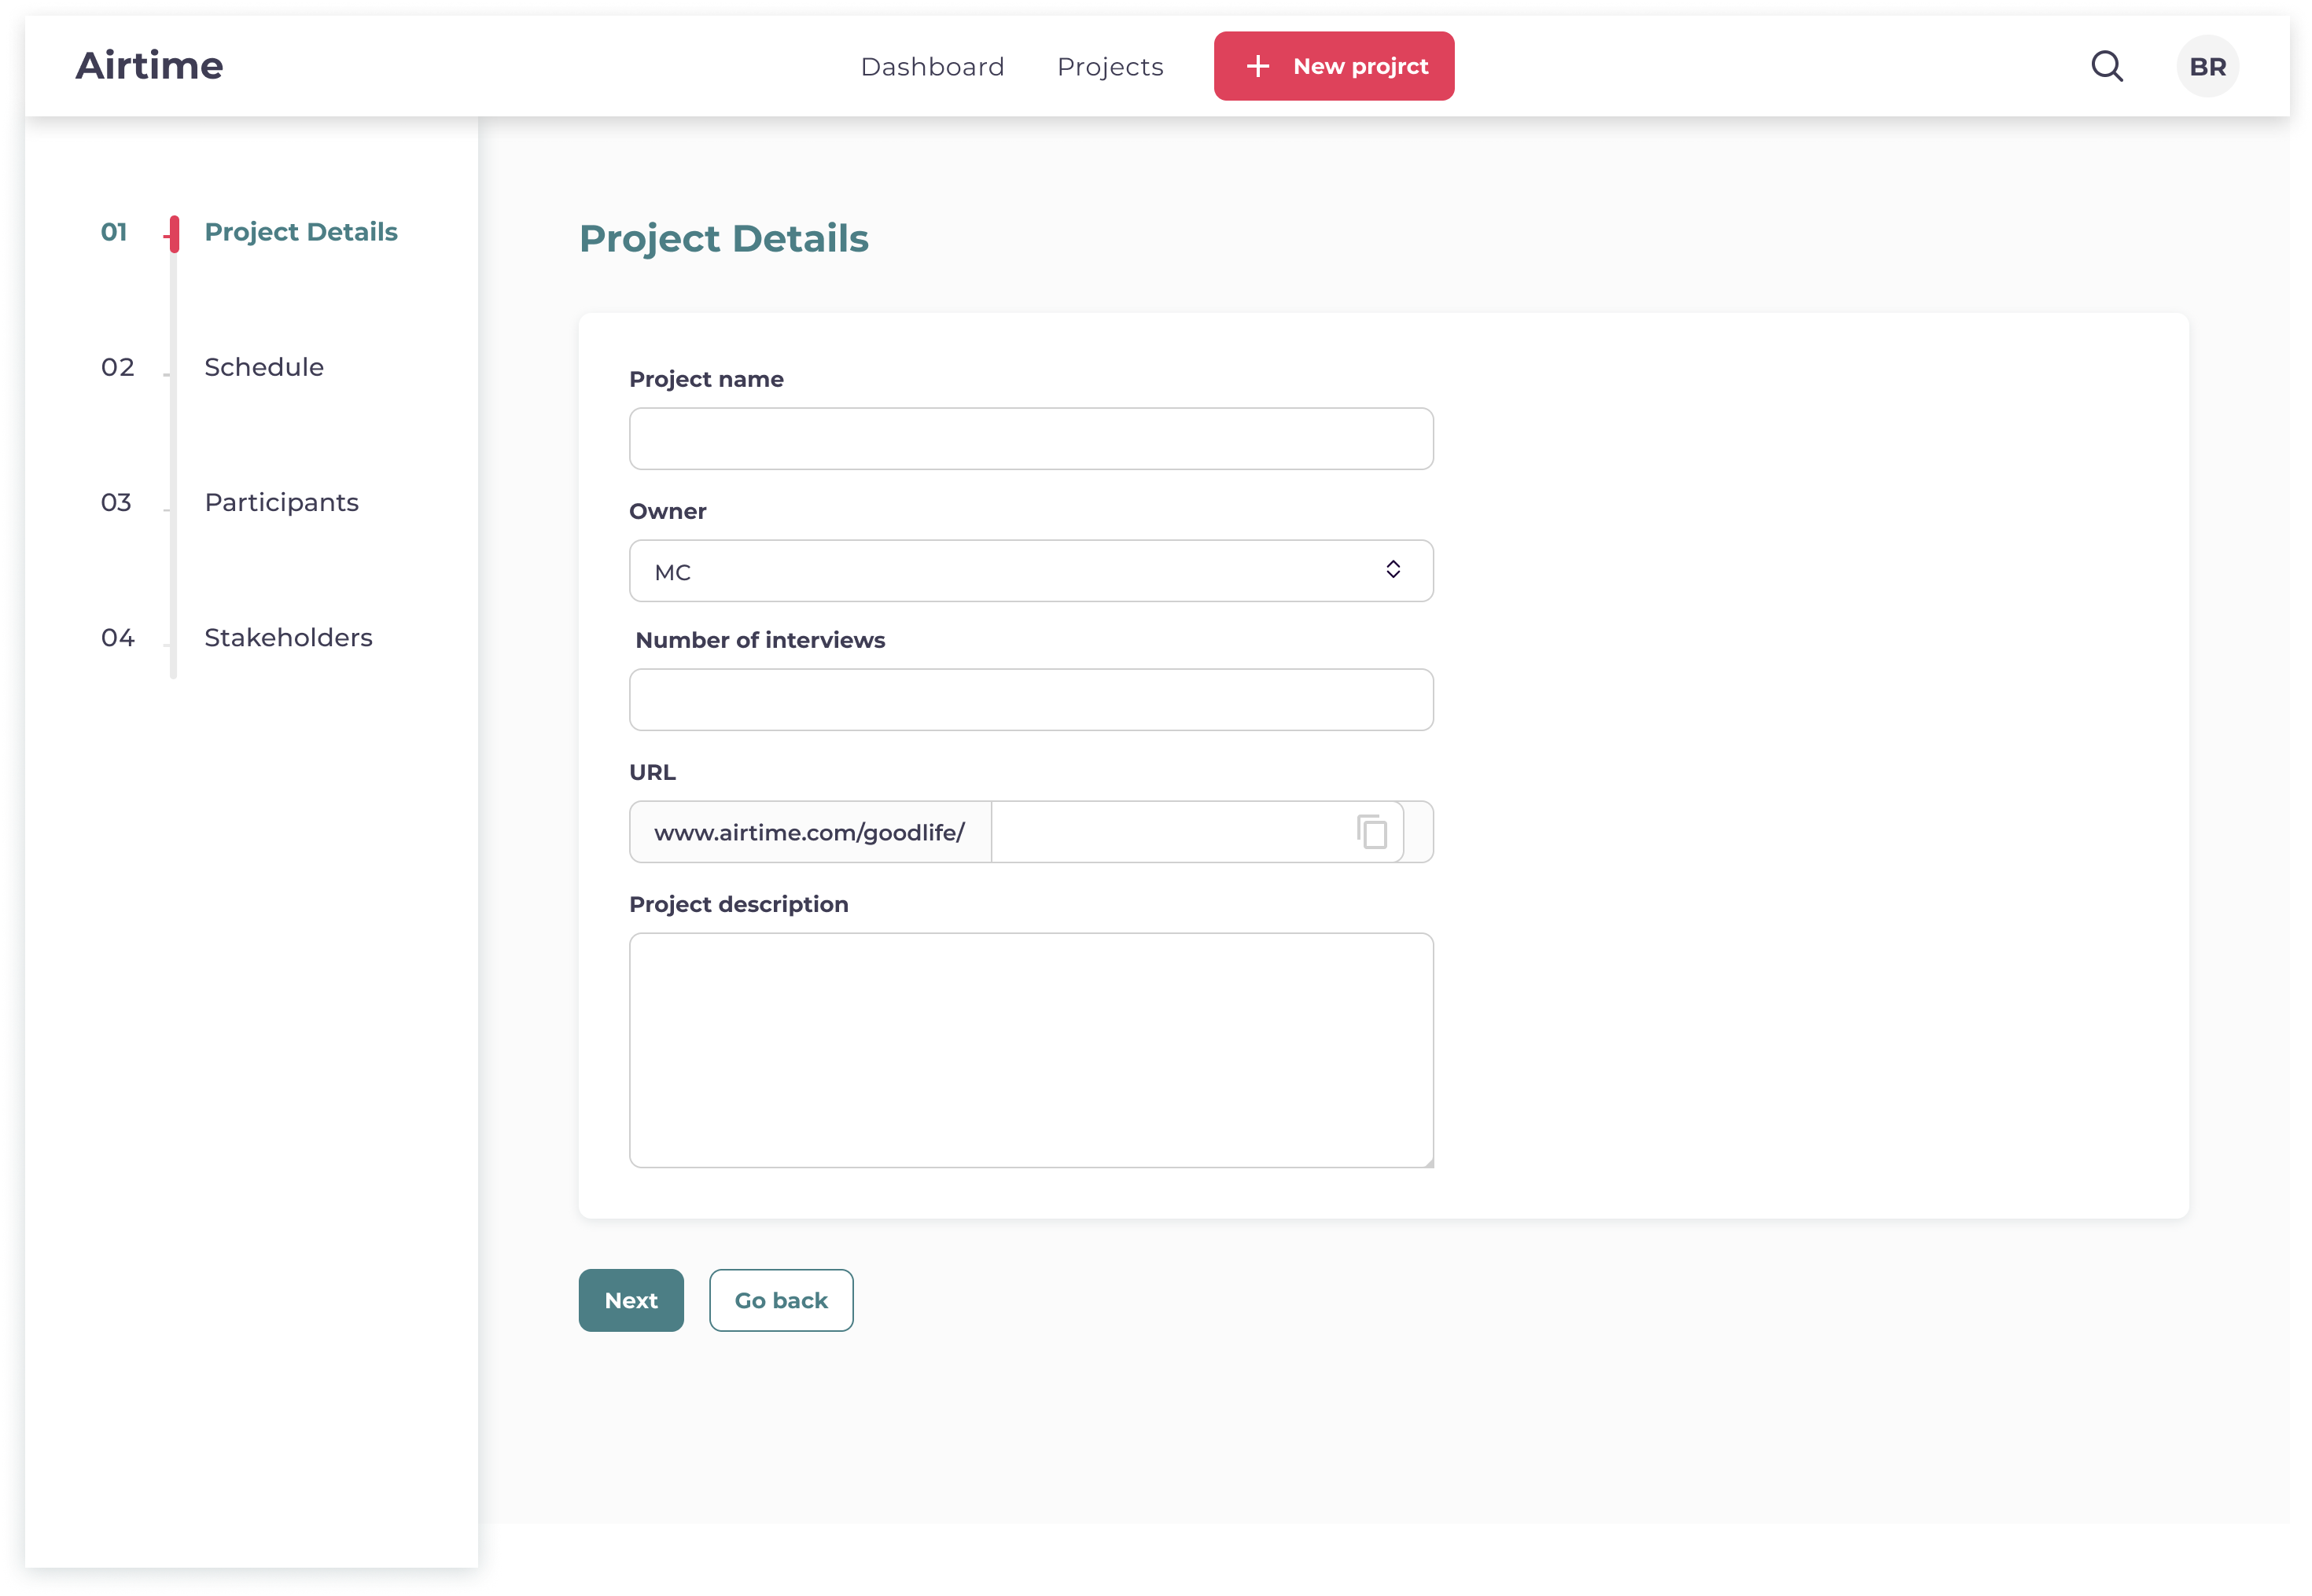 Airtime
Dashboard
Projects
New projrct
BR
01 Project Details
02 Schedule
03 Participants
04 Stakeholders
Project Details
Project name
Owner
MC
Number of interviews
URL
www.airtime.com/goodlife/
Project description
Next
Go back